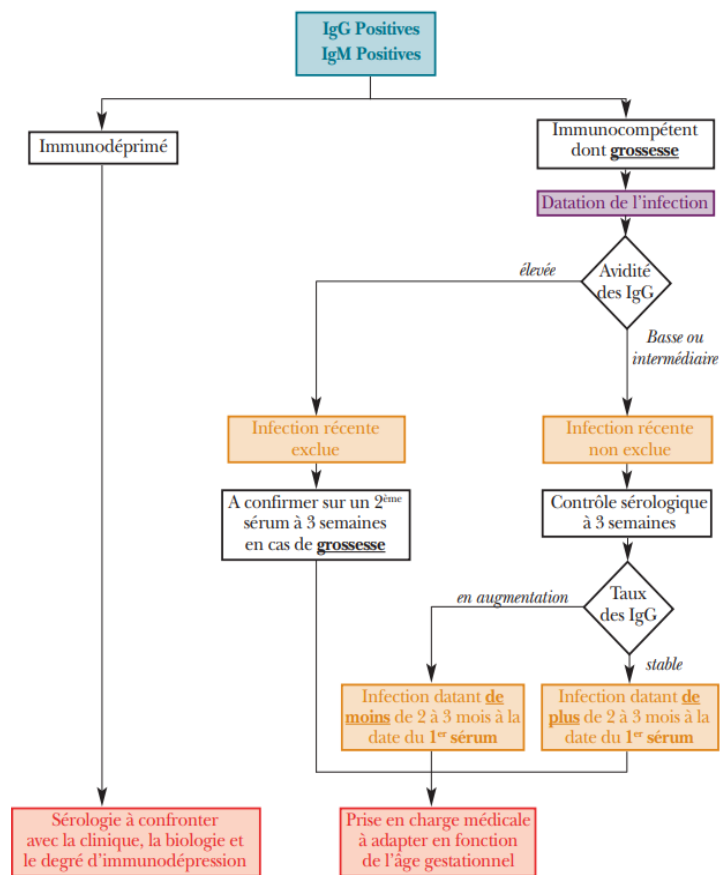 IgG Positives
IgM Positives
Immunodéprimé
Immunocompétent
dont grossesse
Datation de l’infection
élevée
Avidité
des IgG
Basse ou
intermédiaire
Infection récente
exclue
Infection récente
non exclue
A confirmer sur un 2ème
sérum à 3 semaines
en cas de grossesse
Contrôle sérologique
à 3 semaines
en augmentation
Taux
des IgG
stable
Infection datant de
moins de 2 à 3 mois à la
date du 1er sérum
Infection datant de
plus de 2 à 3 mois à la
date du 1er sérum
Sérologie à confronter
avec la clinique, la biologie et
le degré d’immunodépression
Prise en charge médicale
à adapter en fonction
de l’âge gestationnel